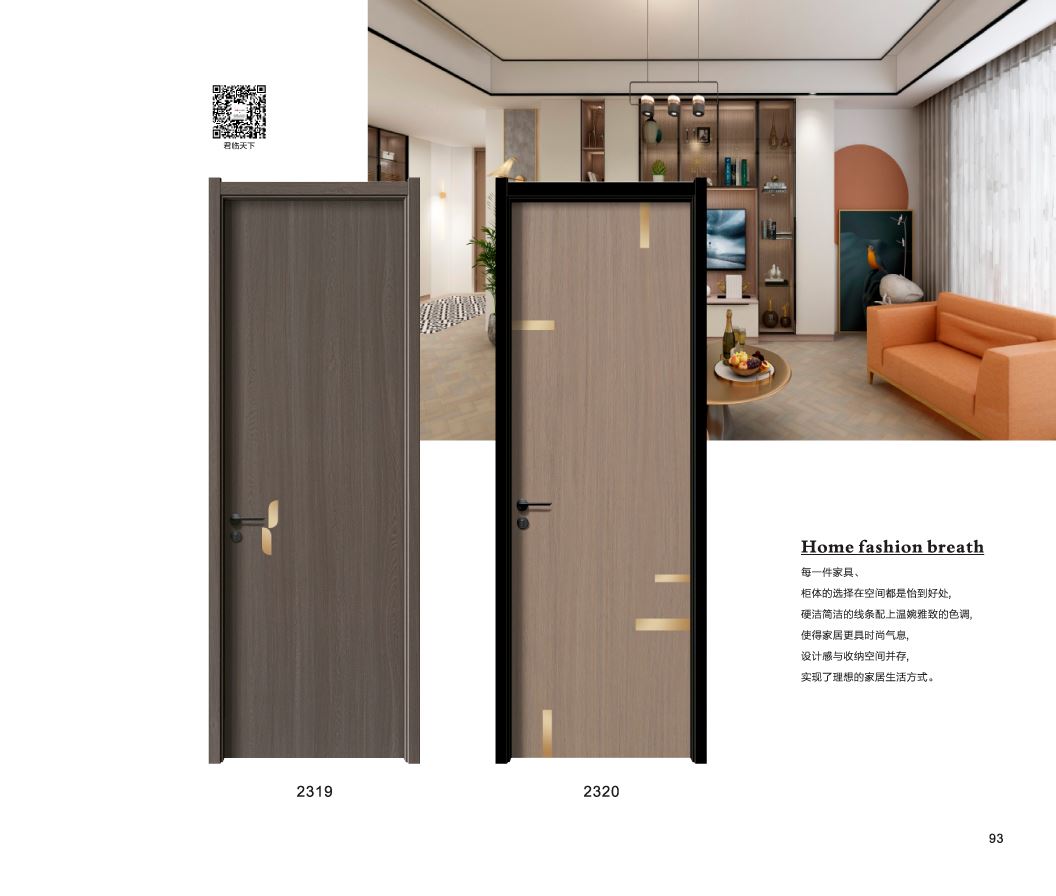 君临天下
Home fashion breath
每一件家具、
柜体的选择在空间都是怡到好处,
硬洁简洁的线条配上温婉雅致的色调,
使得家居更具时尚气息,
设计感与收纳空间并存,
实现了理想的家居生活方式。
2319
2320
93